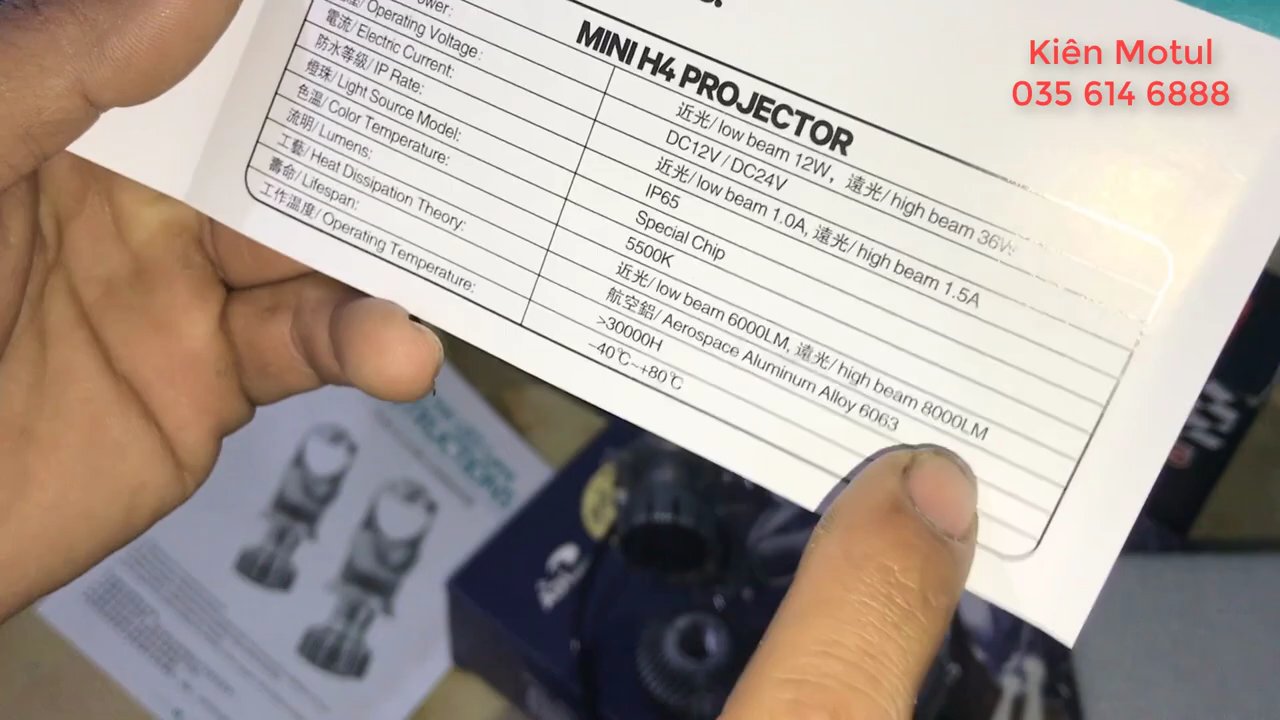 Kiên Motul
035 614 6888
MINI H4 PROJECTOR
近光/ low beam 12W, 遠光/ high beam 36W
Operating Voltage: DC12V / DC24V
電流/ Electric Current: 近光/ low beam 1.0A, 遠光/ high beam 1.5A
防水等級/ IP Rate: IP65
燈珠/ Light Source Model: Special Chip
色溫/ Color Temperature: 5500K
流明/ Lumens: 近光/ low beam 6000LM, 遠光/ high beam 8000LM
工藝/ Heat Dissipation Theory: 航空鋁/ Aerospace Aluminum Alloy 6063
壽命/ Lifespan: >30000H
工作溫度/ Operating Temperature: -40℃~+80℃